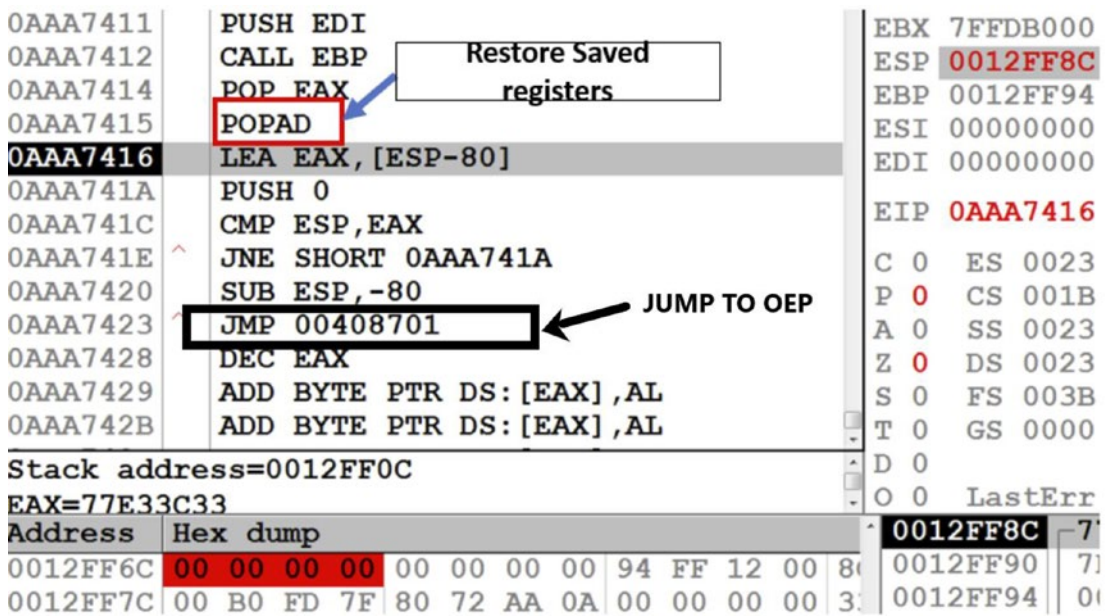 0AAA7411 PUSH EDI
0AAA7412 CALL EBP
0AAA7414 POP EAX
0AAA7415 POPAD
0AAA7416 LEA EAX,[ESP-80]
0AAA741A PUSH 0
0AAA741C CMP ESP,EAX
0AAA741E ^ JNE SHORT 0AAA741A
0AAA7420 SUB ESP,-80
0AAA7423 ^ JMP 00408701
0AAA7428 DEC EAX
0AAA7429 ADD BYTE PTR DS:[EAX],AL
0AAA742B ADD BYTE PTR DS:[EAX],AL
Restore Saved
registers
JUMP TO OEP
EBX 7FFDB000
ESP 0012FF8C
EBP 0012FF94
ESI 00000000
EDI 00000000
EIP 0AAA7416
C 0 ES 0023
P 0 CS 001B
A 0 SS 0023
Z 0 DS 0023
S 0 FS 003B
T 0 GS 0000
D 0
O 0 LastErr
Stack address=0012FF0C
EAX=77E33C33
Address Hex dump
0012FF6C 00 00 00 00 00 00 00 00 94 FF 12 00
0012FF7C 00 B0 FD 7F 80 72 AA 0A 00 00 00 00
0012FF8C
0012FF90
0012FF94